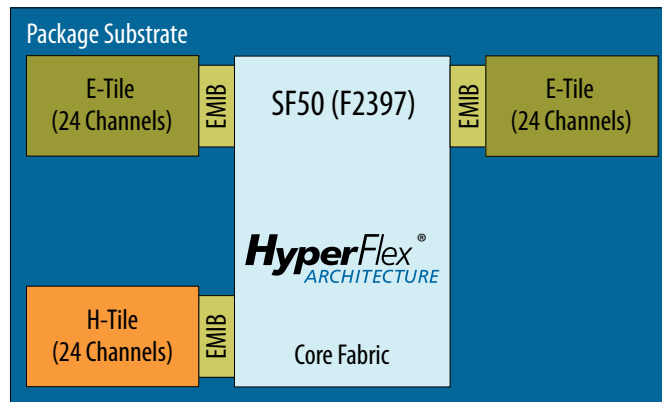 Package Substrate
E-Tile
(24 Channels)
EMIB
SF50 (F2397)
EMIB
E-Tile
(24 Channels)
HyperFlex®
ARCHITECTURE
H-Tile
(24 Channels)
EMIB
Core Fabric